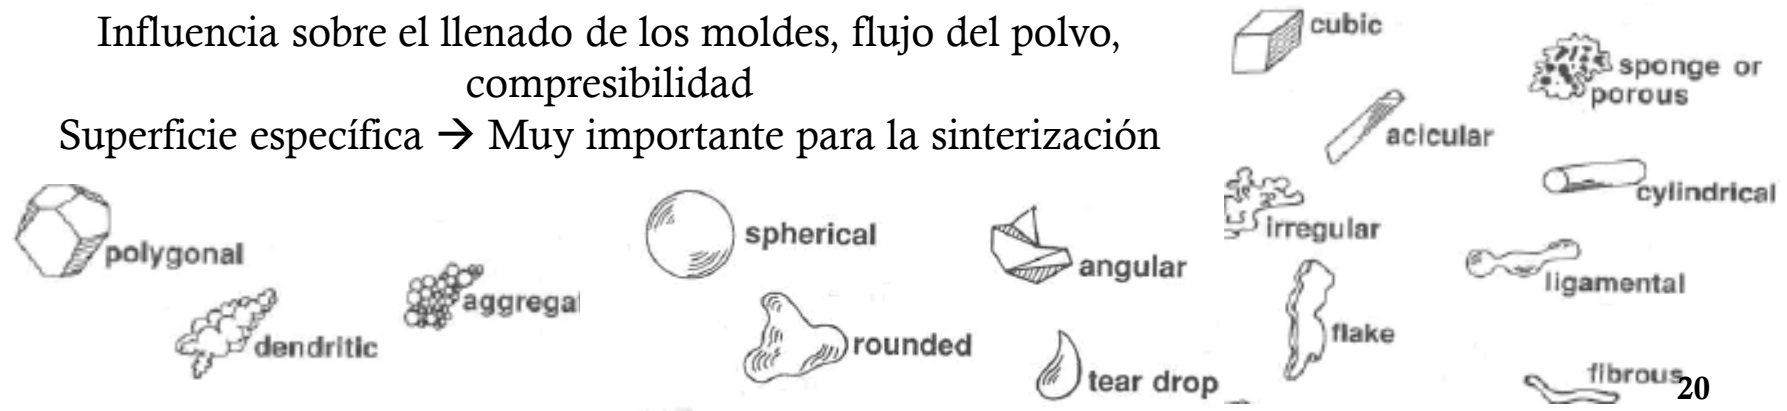 Influencia sobre el llenado de los moldes, flujo del polvo,
compresibilidad
Superficie específica → Muy importante para la sinterización
cubic
sponge or
porous
acicular
cylindrical
irregular
polygonal
spherical
angular
ligamental
aggrega
dendritic
rounded
flake
tear drop
fibrous
20